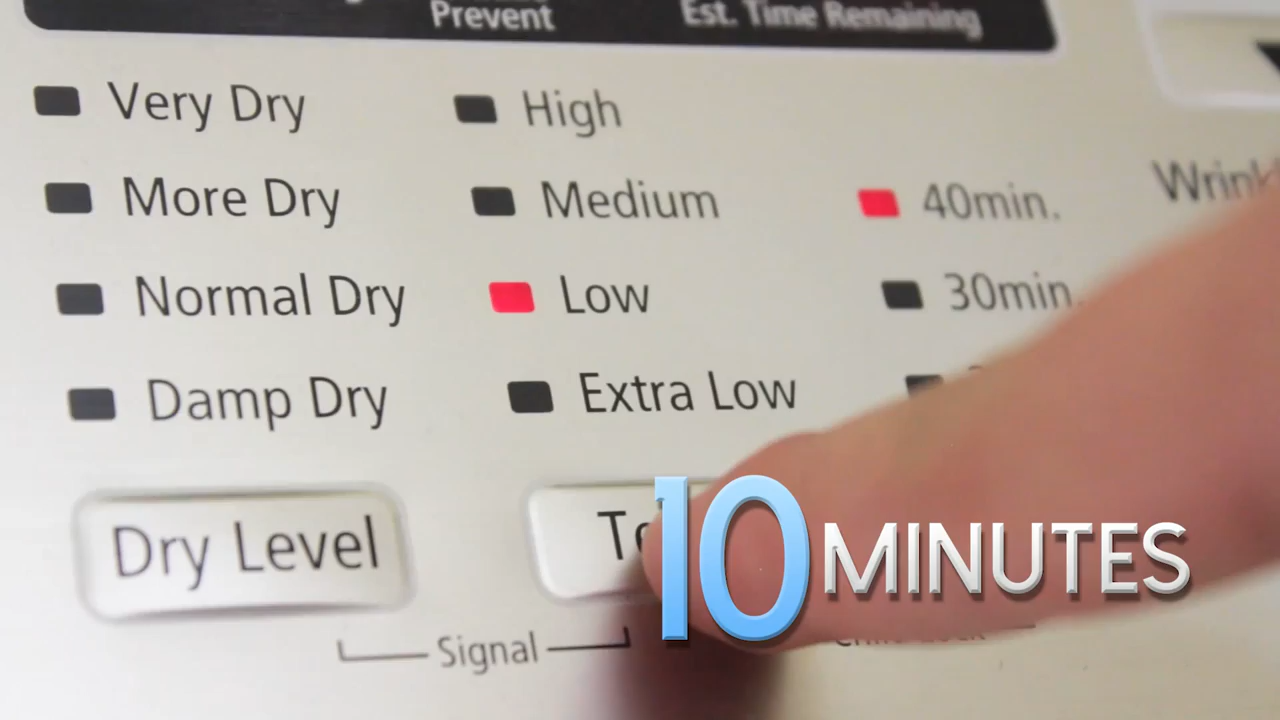 Prevent
Est. Time Remaining
Very Dry
High
More Dry
Medium
40min.
Normal Dry
Low
30min.
Damp Dry
Extra Low
Dry Level
10 MINUTES
Signal